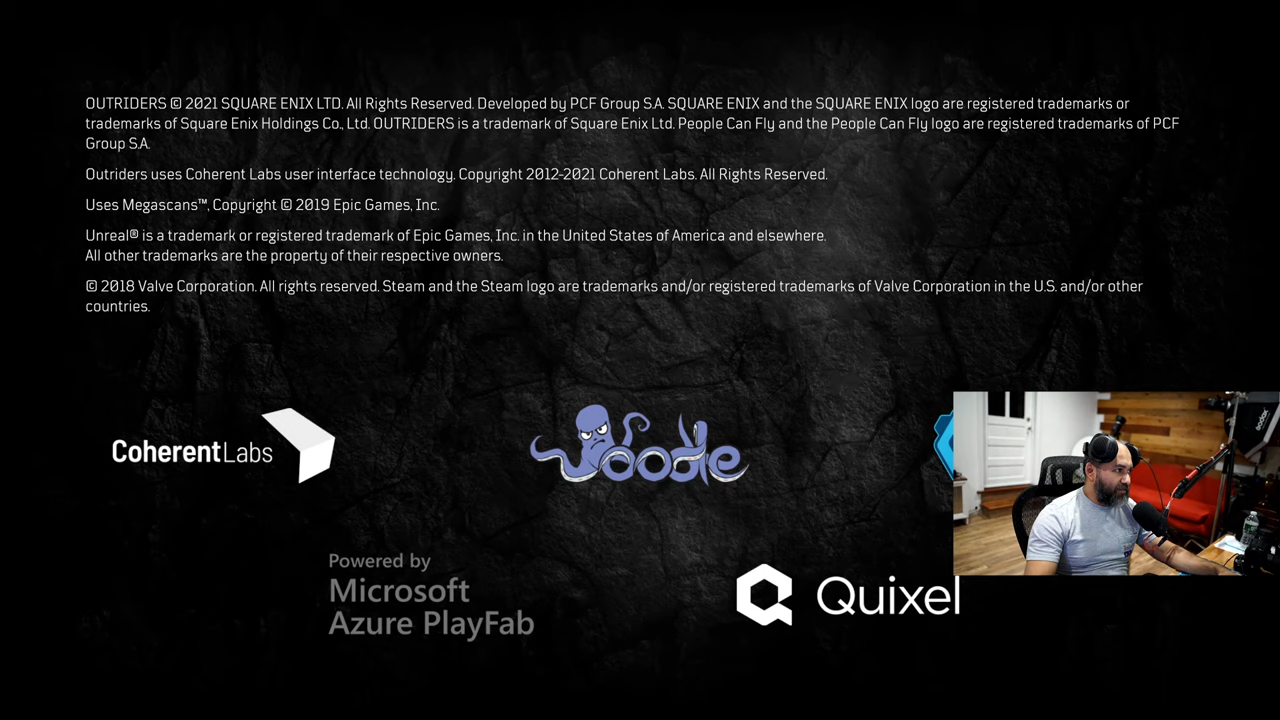 OUTRIDERS © 2021 SQUARE ENIX LTD. All Rights Reserved. Developed by PCF Group S.A. SQUARE ENIX and the SQUARE ENIX logo are registered trademarks or
trademarks of Square Enix Holdings Co., Ltd. OUTRIDERS is a trademark of Square Enix Ltd. People Can Fly and the People Can Fly logo are registered trademarks of PCF
Group S.A.
Outriders uses Coherent Labs user interface technology. Copyright 2012-2021 Coherent Labs. All Rights Reserved.
Uses Megascans™, Copyright © 2019 Epic Games, Inc.
Unreal® is a trademark or registered trademark of Epic Games, Inc. in the United States of America and elsewhere.
All other trademarks are the property of their respective owners.
© 2018 Valve Corporation. All rights reserved. Steam and the Steam logo are trademarks and/or registered trademarks of Valve Corporation in the U.S. and/or other
countries.
CoherentLabs
Oodle
Godox
Powered by
Microsoft
Azure PlayFab
Quixel